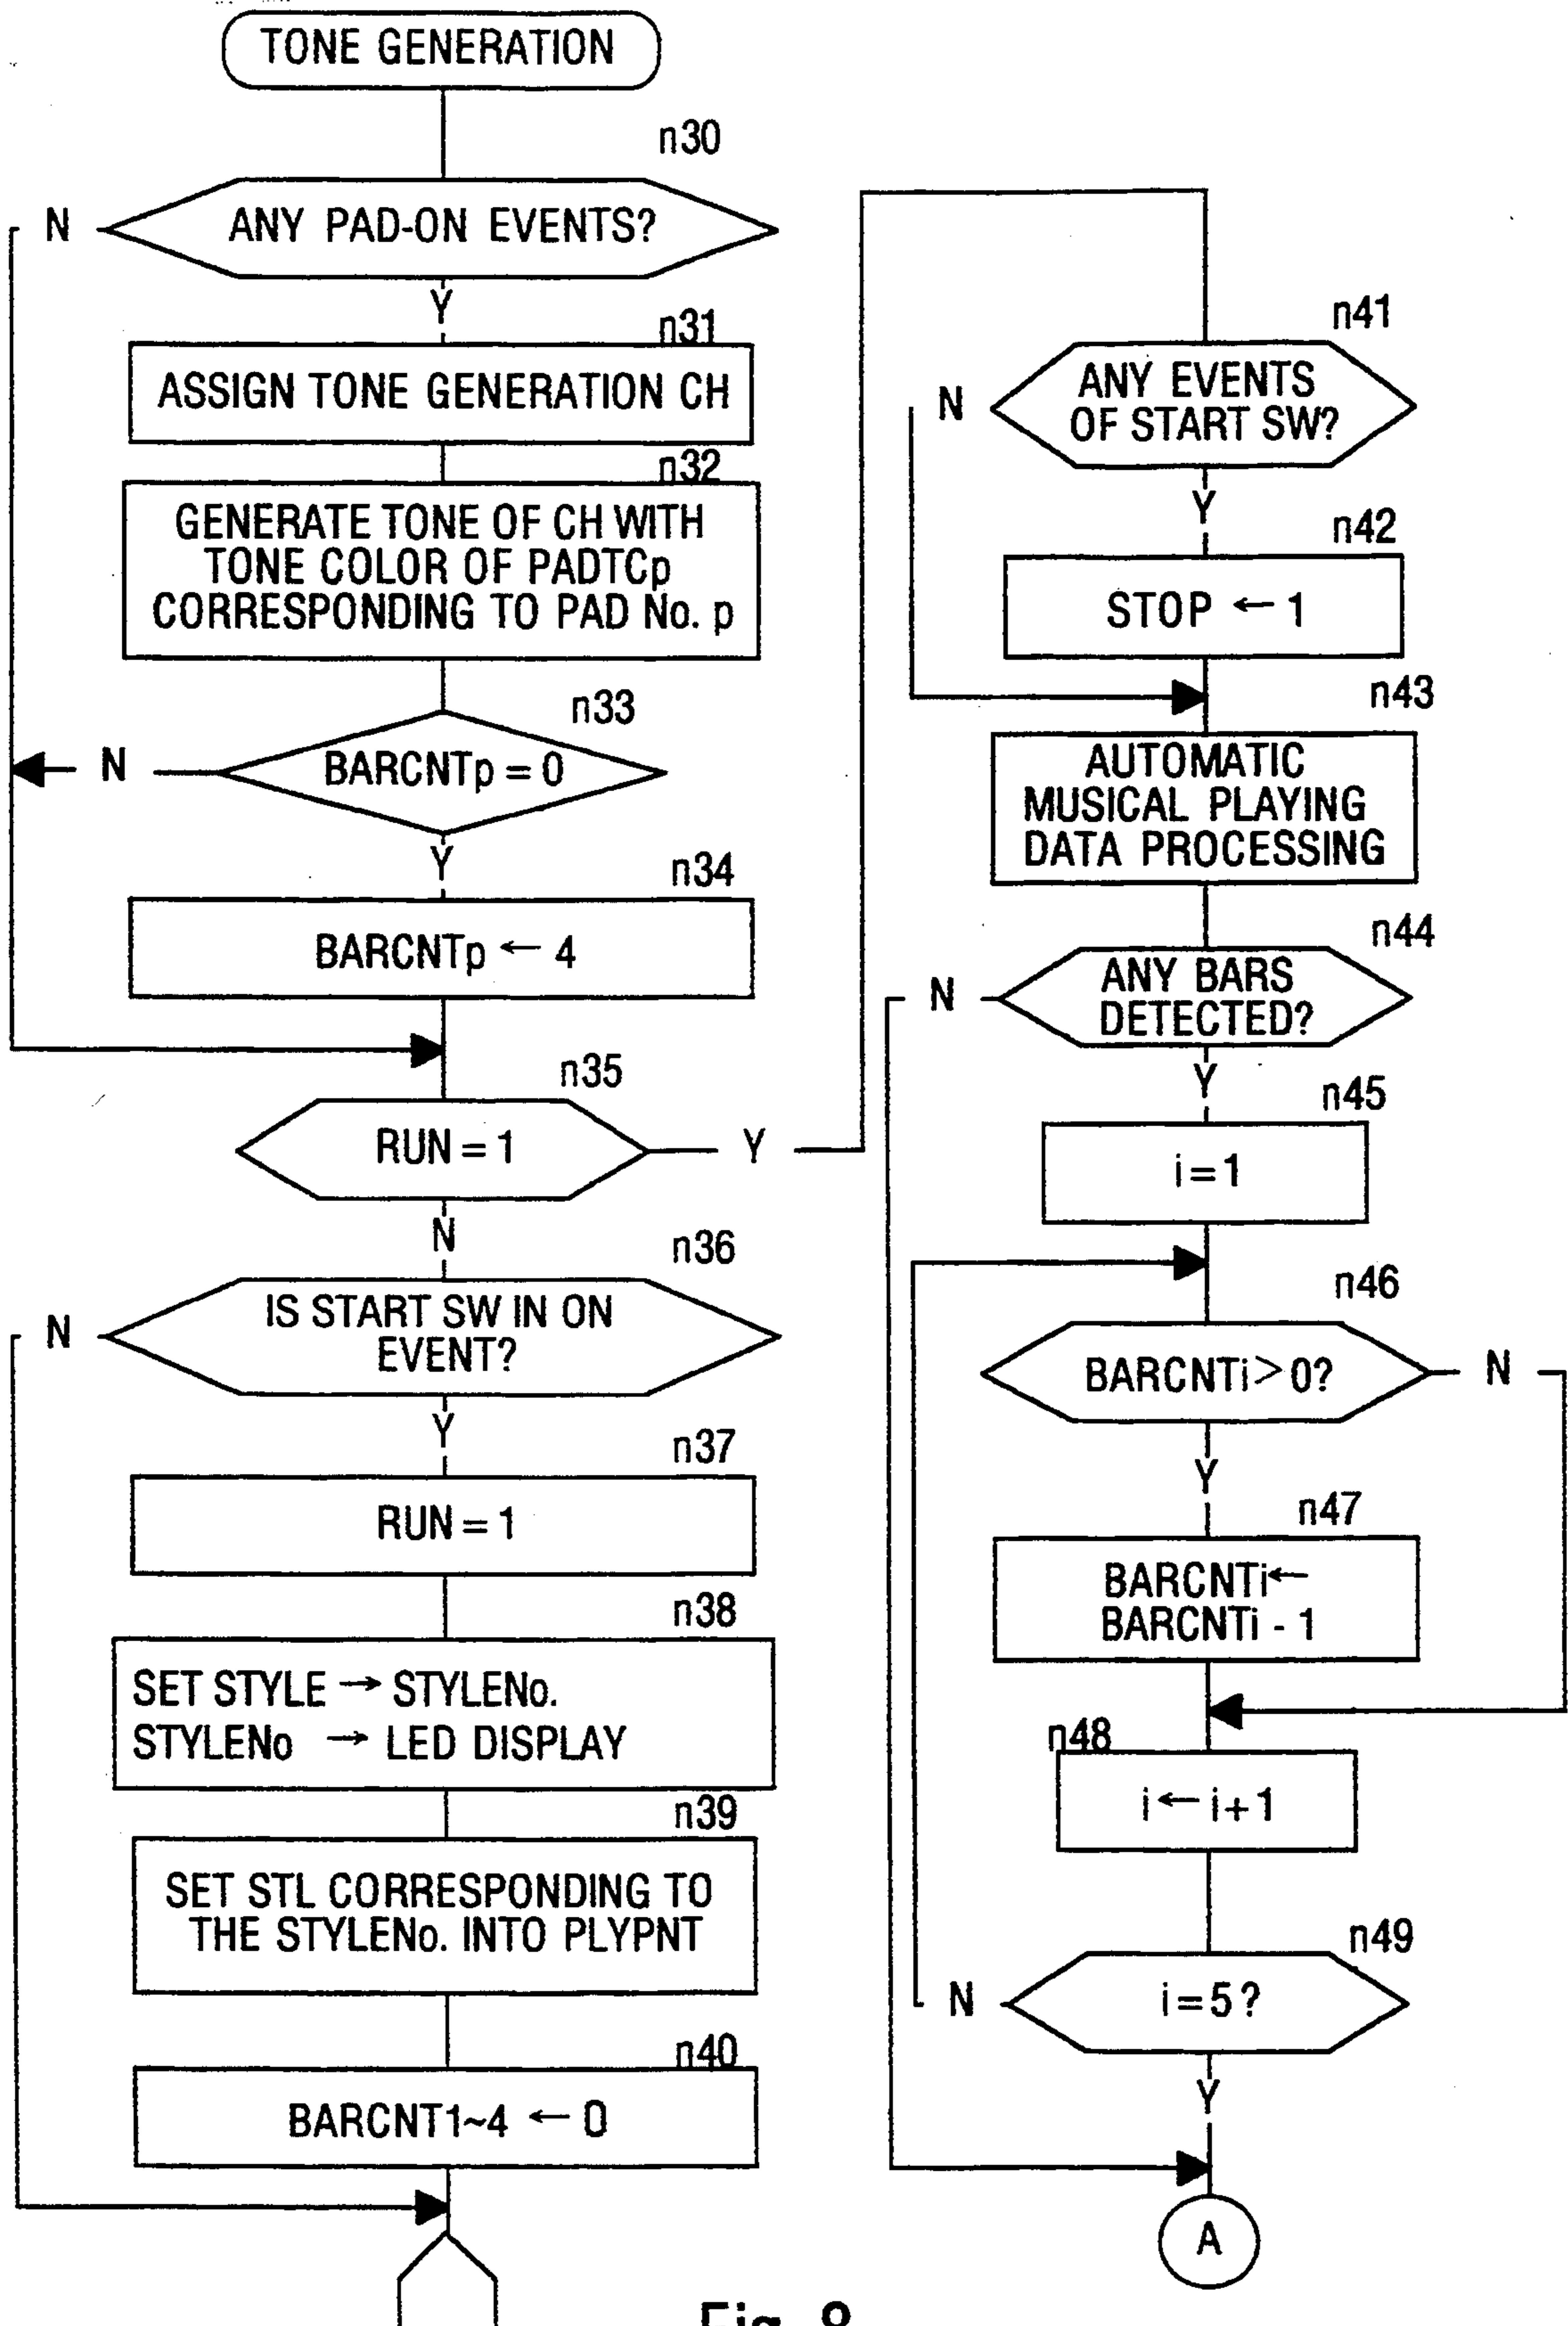 TONE GENERATION
n30
ANY PAD-ON EVENTS?
N
Y
n31
ASSIGN TONE GENERATION CH
n32
GENERATE TONE OF CH WITH
TONE COLOR OF PADTCp
CORRESPONDING TO PAD No. p
n33
BARCNTp = 0
N
Y
n34
BARCNTp ← 4
n35
RUN = 1
Y
N
n36
IS START SW IN ON
EVENT?
N
Y
n37
RUN = 1
n38
SET STYLE → STYLENo.
STYLENo → LED DISPLAY
n39
SET STL CORRESPONDING TO
THE STYLENo. INTO PLYPNT
n40
BARCNT1~4 ← 0
n41
ANY EVENTS
OF START SW?
N
Y
n42
STOP ← 1
n43
AUTOMATIC
MUSICAL PLAYING
DATA PROCESSING
n44
ANY BARS
DETECTED?
N
Y
n45
i = 1
n46
BARCNTi > 0?
N
Y
n47
BARCNTi ←
BARCNTi - 1
n48
i ← i + 1
n49
i = 5 ?
N
Y
A